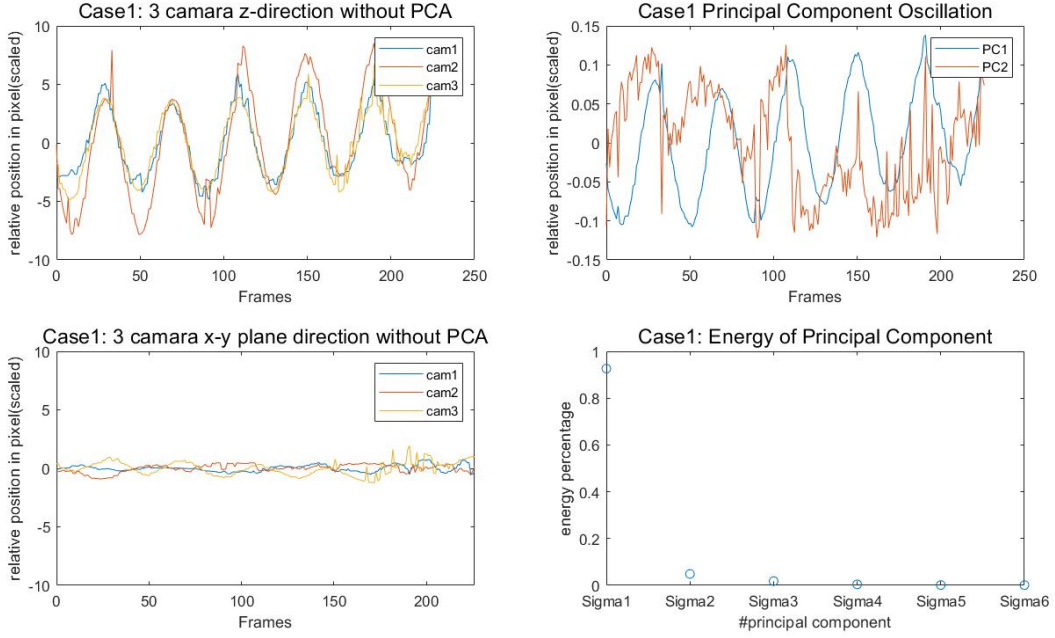 Case1: 3 camara z-direction without PCA
relative position in pixel(scaled)
10
5
0
-5
-10
cam1
cam2
cam3
0 50 100 150 200 250
Frames
Case1 Principal Component Oscillation
relative position in pixel(scaled)
0.15
0.1
0.05
0
-0.05
-0.1
-0.15
PC1
PC2
0 50 100 150 200 250
Frames
Case1: 3 camara x-y plane direction without PCA
relative position in pixel(scaled)
10
5
0
-5
-10
cam1
cam2
cam3
0 50 100 150 200
Frames
Case1: Energy of Principal Component
energy percentage
1
0.8
0.6
0.4
0.2
0
Sigma1 Sigma2 Sigma3 Sigma4 Sigma5 Sigma6
#principal component